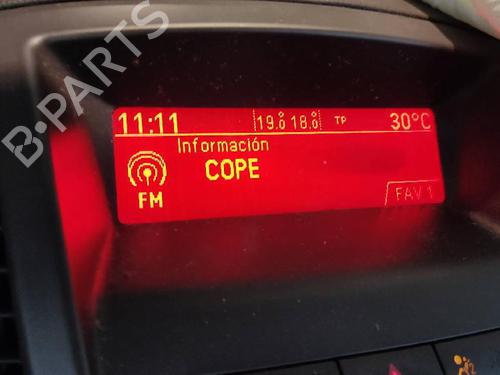 B-PARTS
11:11 19.0 18.0 TP 30°C
Información
COPE
FM
FAV 1